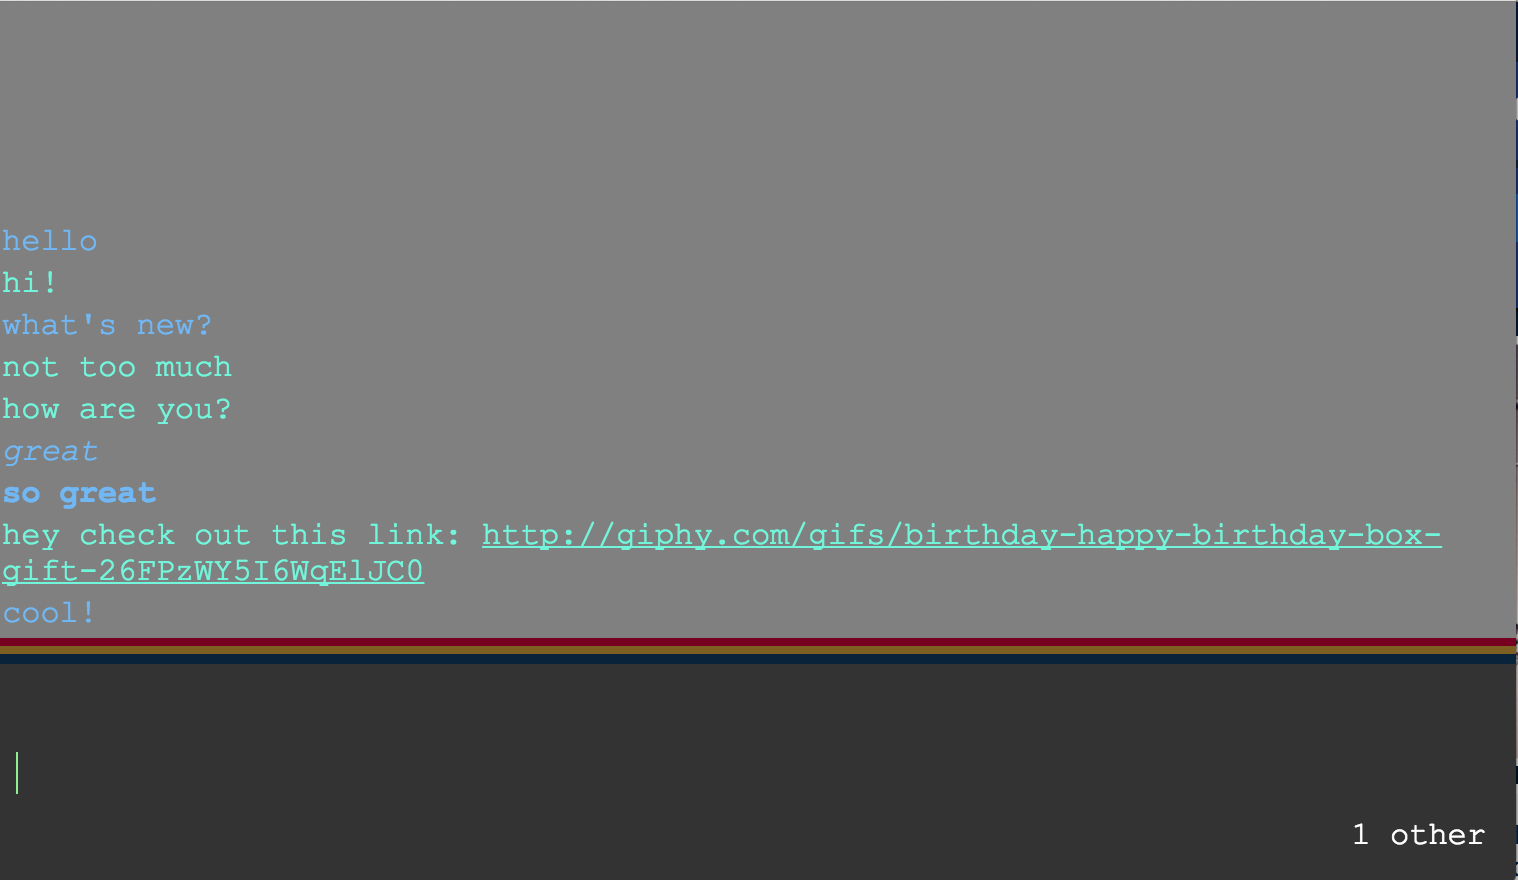 hello
hi!
what's new?
not too much
how are you?
great
so great
hey check out this link: http://giphy.com/gifs/birthday-happy-birthday-box-
gift-26FPzWY5I6WqElJC0
cool!
1 other